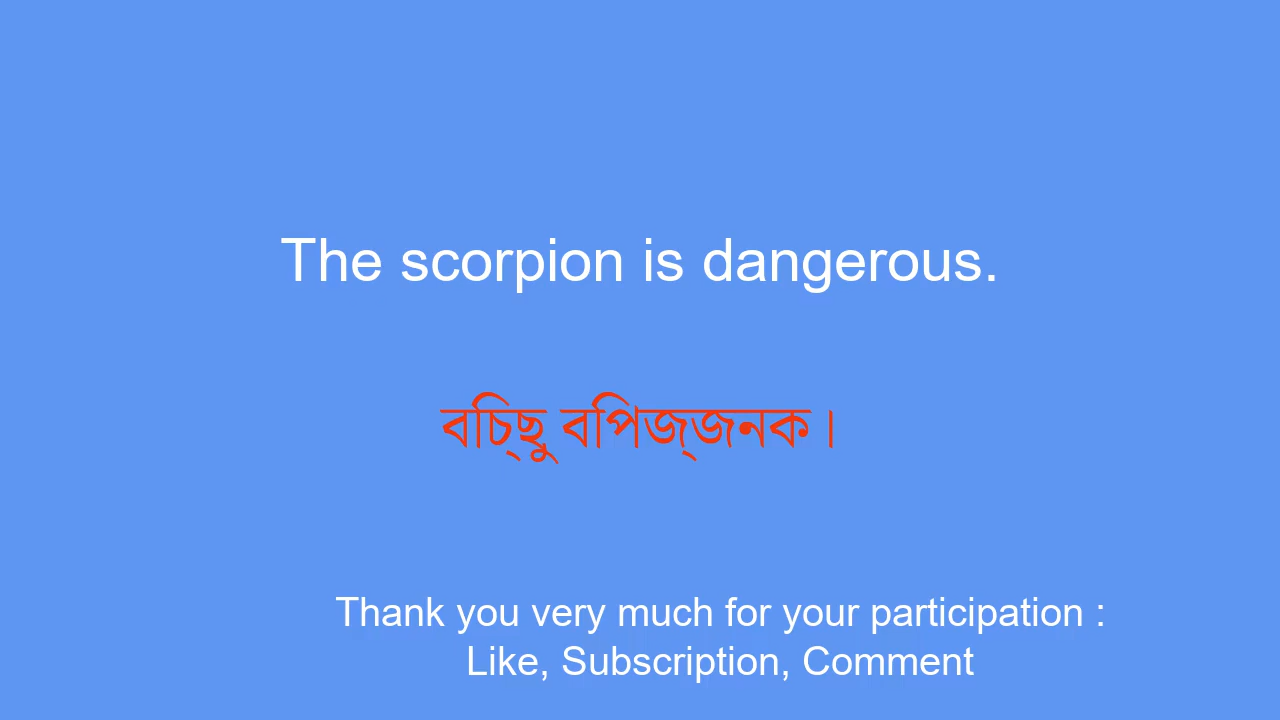 The scorpion is dangerous.
বিচ্ছু বিপজ্জনক।
Thank you very much for your participation :
Like, Subscription, Comment